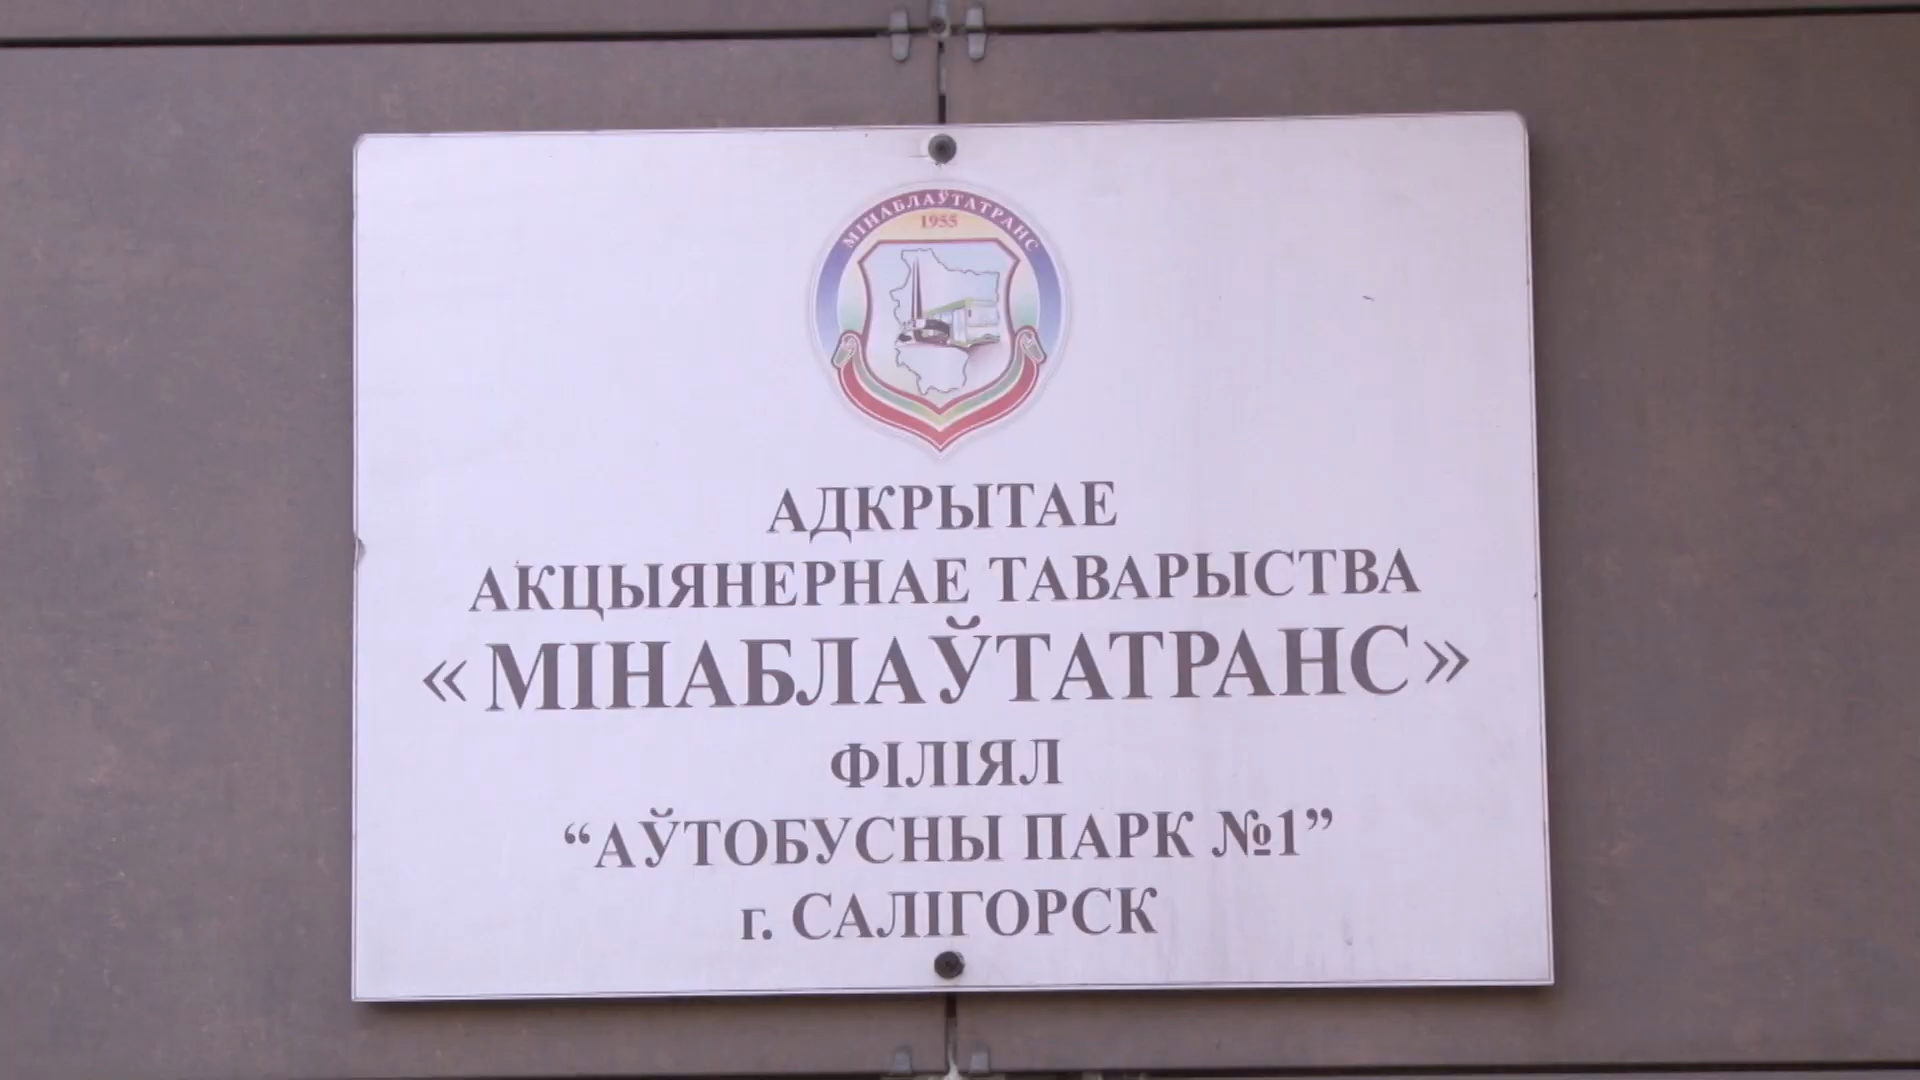 МІНАБЛАЎТАТРАНС
1955
АДКРЫТАЕ
АКЦЫЯНЕРНАЕ ТАВАРЫСТВА
«МІНАБЛАЎТАТРАНС»
ФІЛІЯЛ
“АЎТОБУСНЫ ПАРК №1”
г. САЛІГОРСК